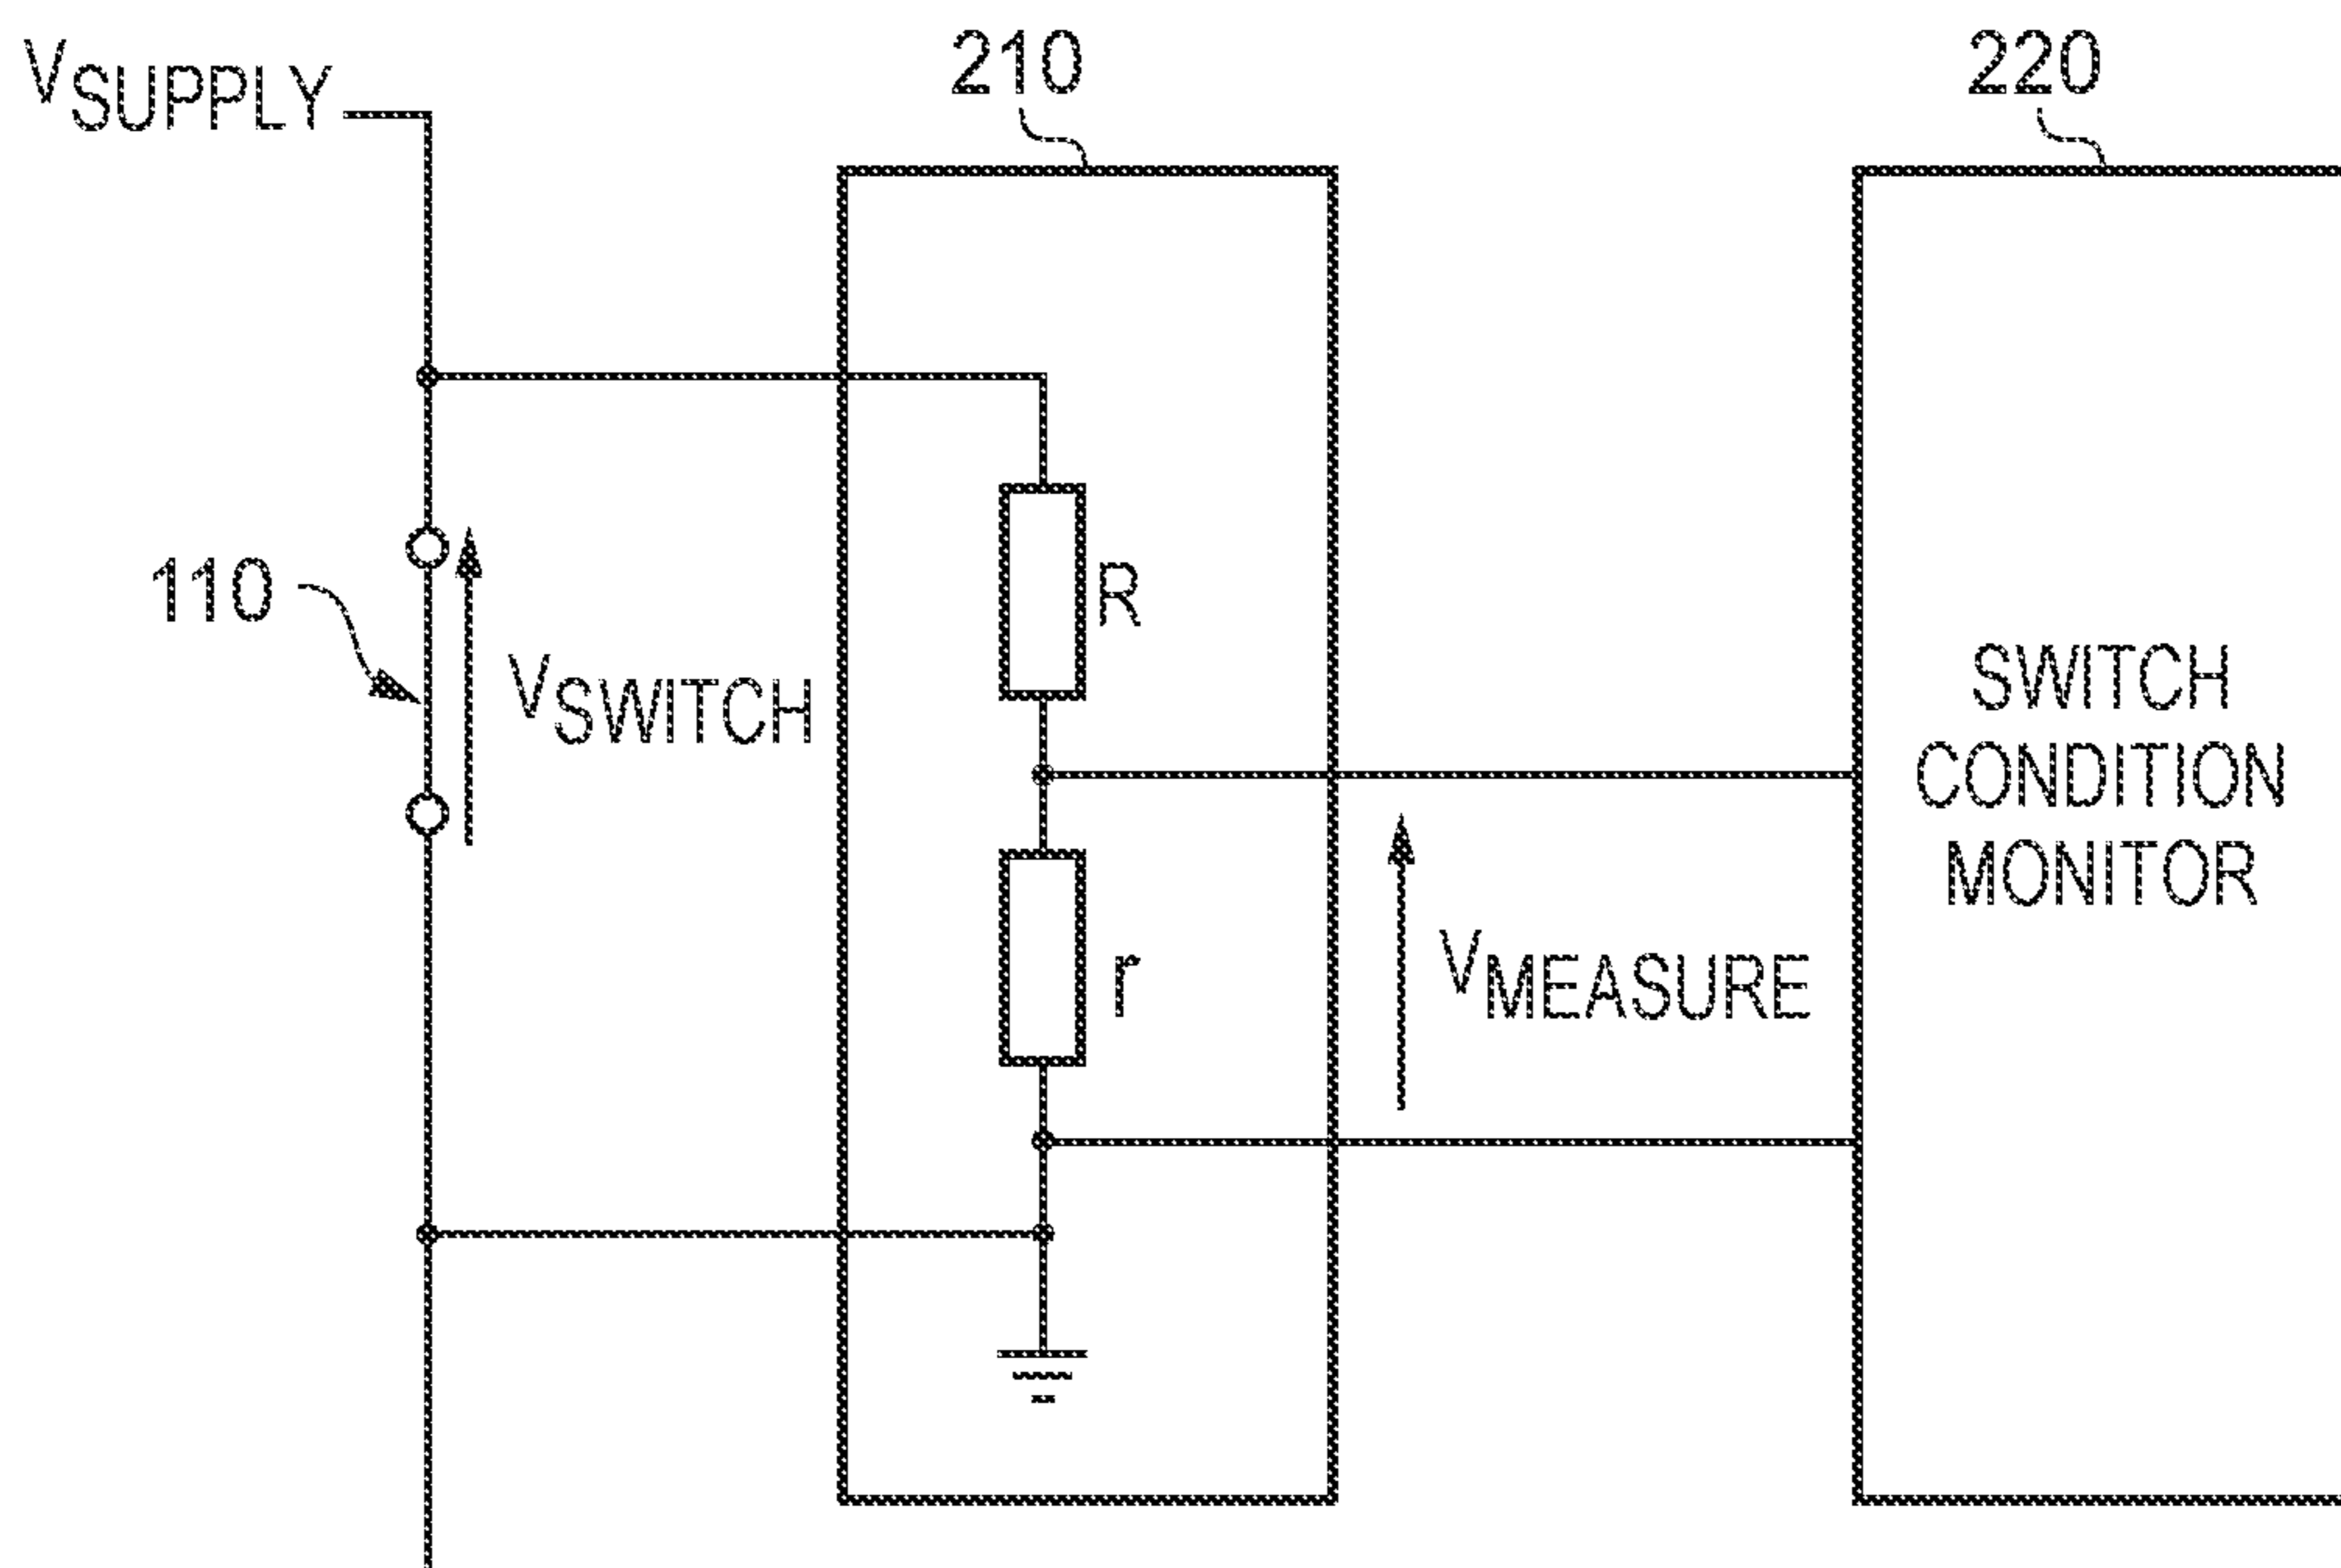 VSUPPLY
210
220
110
VSWITCH
R
r
VMEASURE
SWITCH
CONDITION
MONITOR